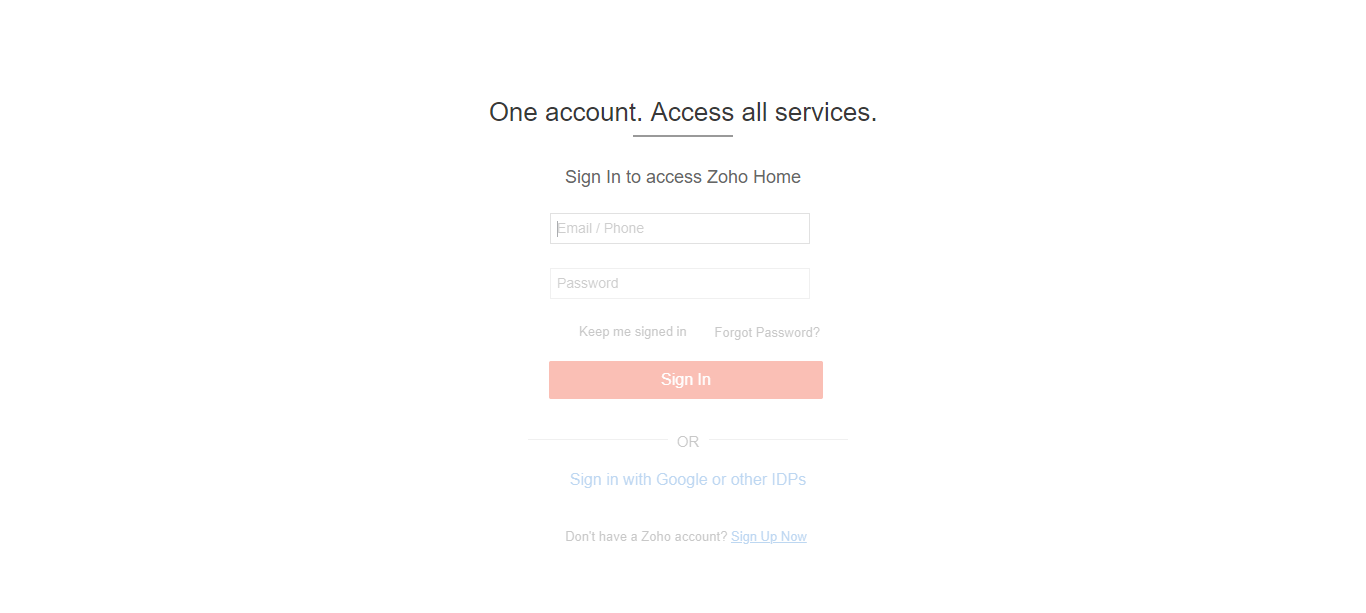 One account. Access all services.
Sign In to access Zoho Home
Email / Phone
Password
Keep me signed in Forgot Password?
Sign In
OR
Sign in with Google or other IDPs
Don't have a Zoho account? Sign Up Now